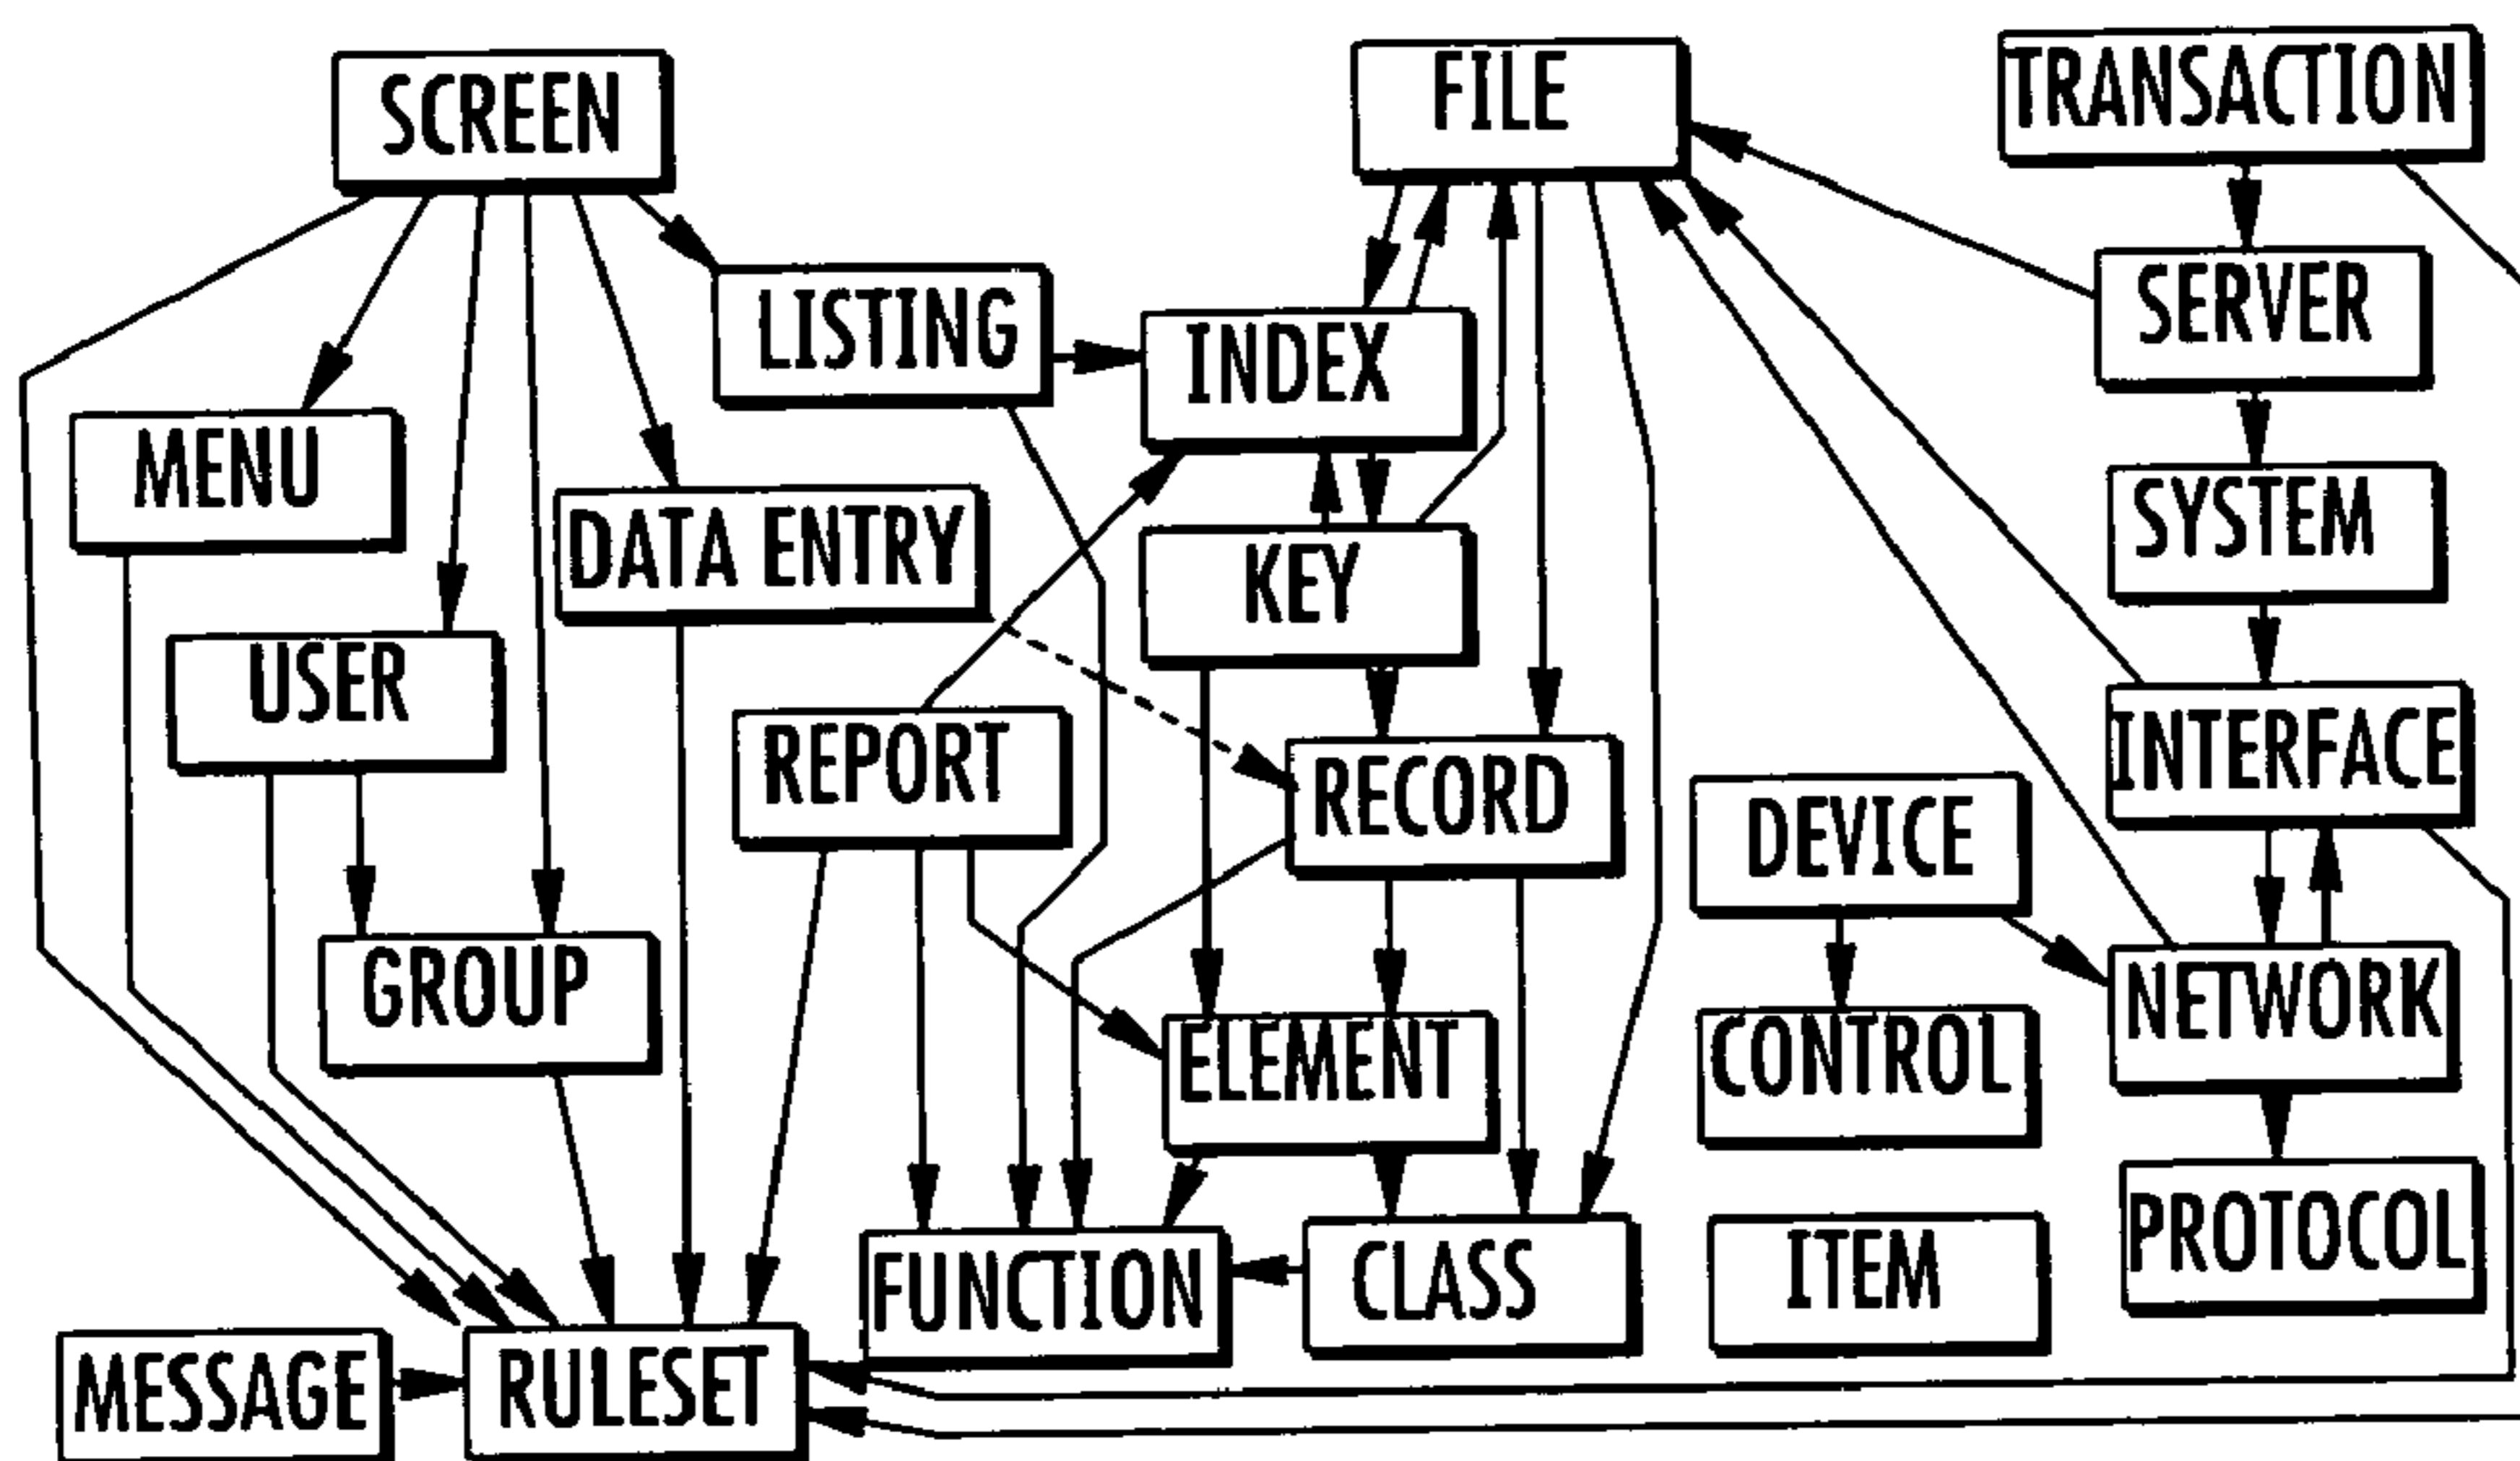 SCREEN
FILE
TRANSACTION
LISTING
INDEX
SERVER
MENU
DATA ENTRY
KEY
SYSTEM
USER
REPORT
RECORD
DEVICE
INTERFACE
GROUP
ELEMENT
CONTROL
NETWORK
FUNCTION
CLASS
ITEM
PROTOCOL
MESSAGE
RULESET